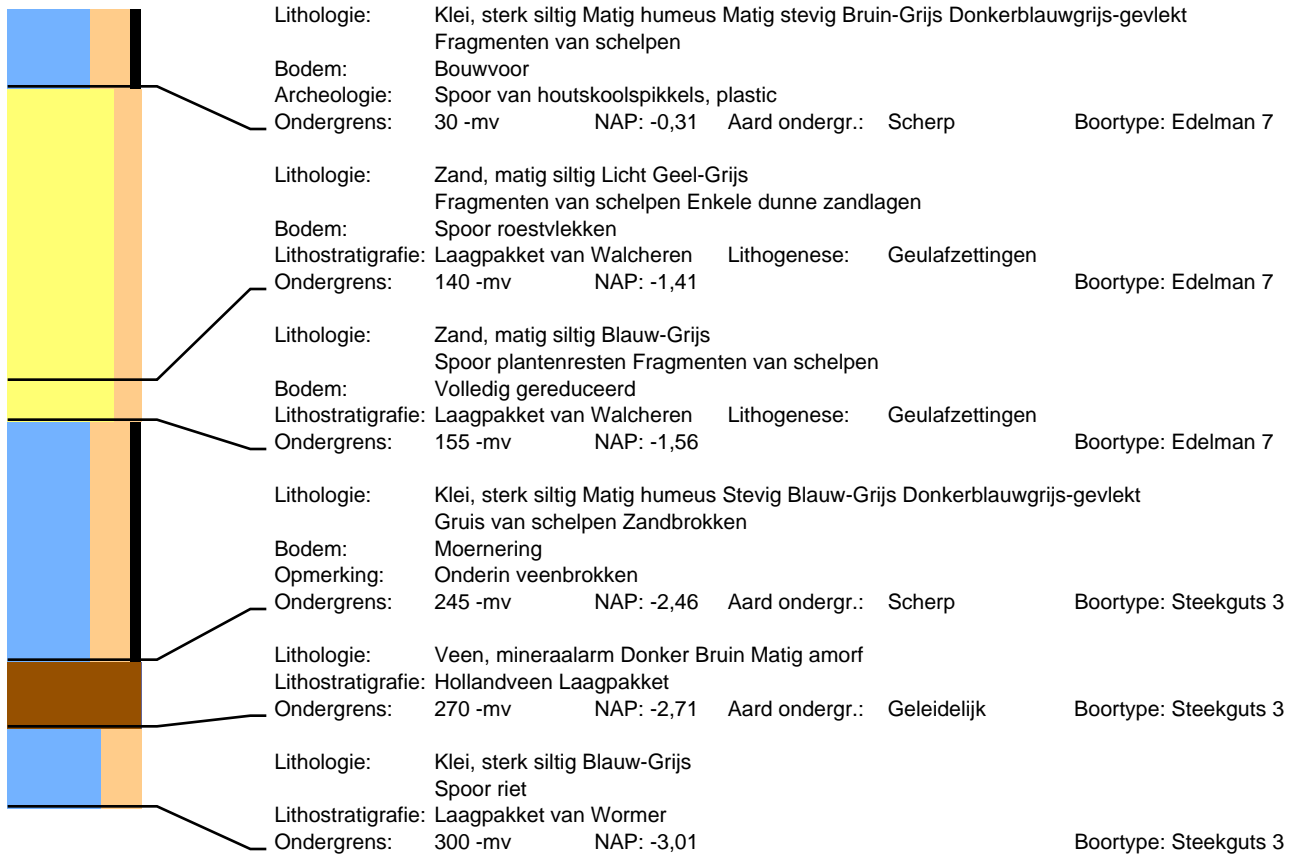 Lithologie: Klei, sterk siltig Matig humeus Matig stevig Bruin-Grijs Donkerblauwgrijs-gevlekt
Fragmenten van schelpen
Bodem: Bouwvoor
Archeologie: Spoor van houtskoolspikkels, plastic
Ondergrens: 30 -mv NAP: -0,31 Aard ondergr.: Scherp Boortype: Edelman 7
Lithologie: Zand, matig siltig Licht Geel-Grijs
Fragmenten van schelpen Enkele dunne zandlagen
Bodem: Spoor roestvlekken
Lithostratigrafie: Laagpakket van Walcheren Lithogenese: Geulafzettingen
Ondergrens: 140 -mv NAP: -1,41 Boortype: Edelman 7
Lithologie: Zand, matig siltig Blauw-Grijs
Spoor plantenresten Fragmenten van schelpen
Bodem: Volledig gereduceerd
Lithostratigrafie: Laagpakket van Walcheren Lithogenese: Geulafzettingen
Ondergrens: 155 -mv NAP: -1,56 Boortype: Edelman 7
Lithologie: Klei, sterk siltig Matig humeus Stevig Blauw-Grijs Donkerblauwgrijs-gevlekt
Gruis van schelpen Zandbrokken
Bodem: Moernering
Opmerking: Onderin veenbrokken
Ondergrens: 245 -mv NAP: -2,46 Aard ondergr.: Scherp Boortype: Steekguts 3
Lithologie: Veen, mineraalarm Donker Bruin Matig amorf
Lithostratigrafie: Hollandveen Laagpakket
Ondergrens: 270 -mv NAP: -2,71 Aard ondergr.: Geleidelijk Boortype: Steekguts 3
Lithologie: Klei, sterk siltig Blauw-Grijs
Spoor riet
Lithostratigrafie: Laagpakket van Wormer
Ondergrens: 300 -mv NAP: -3,01 Boortype: Steekguts 3